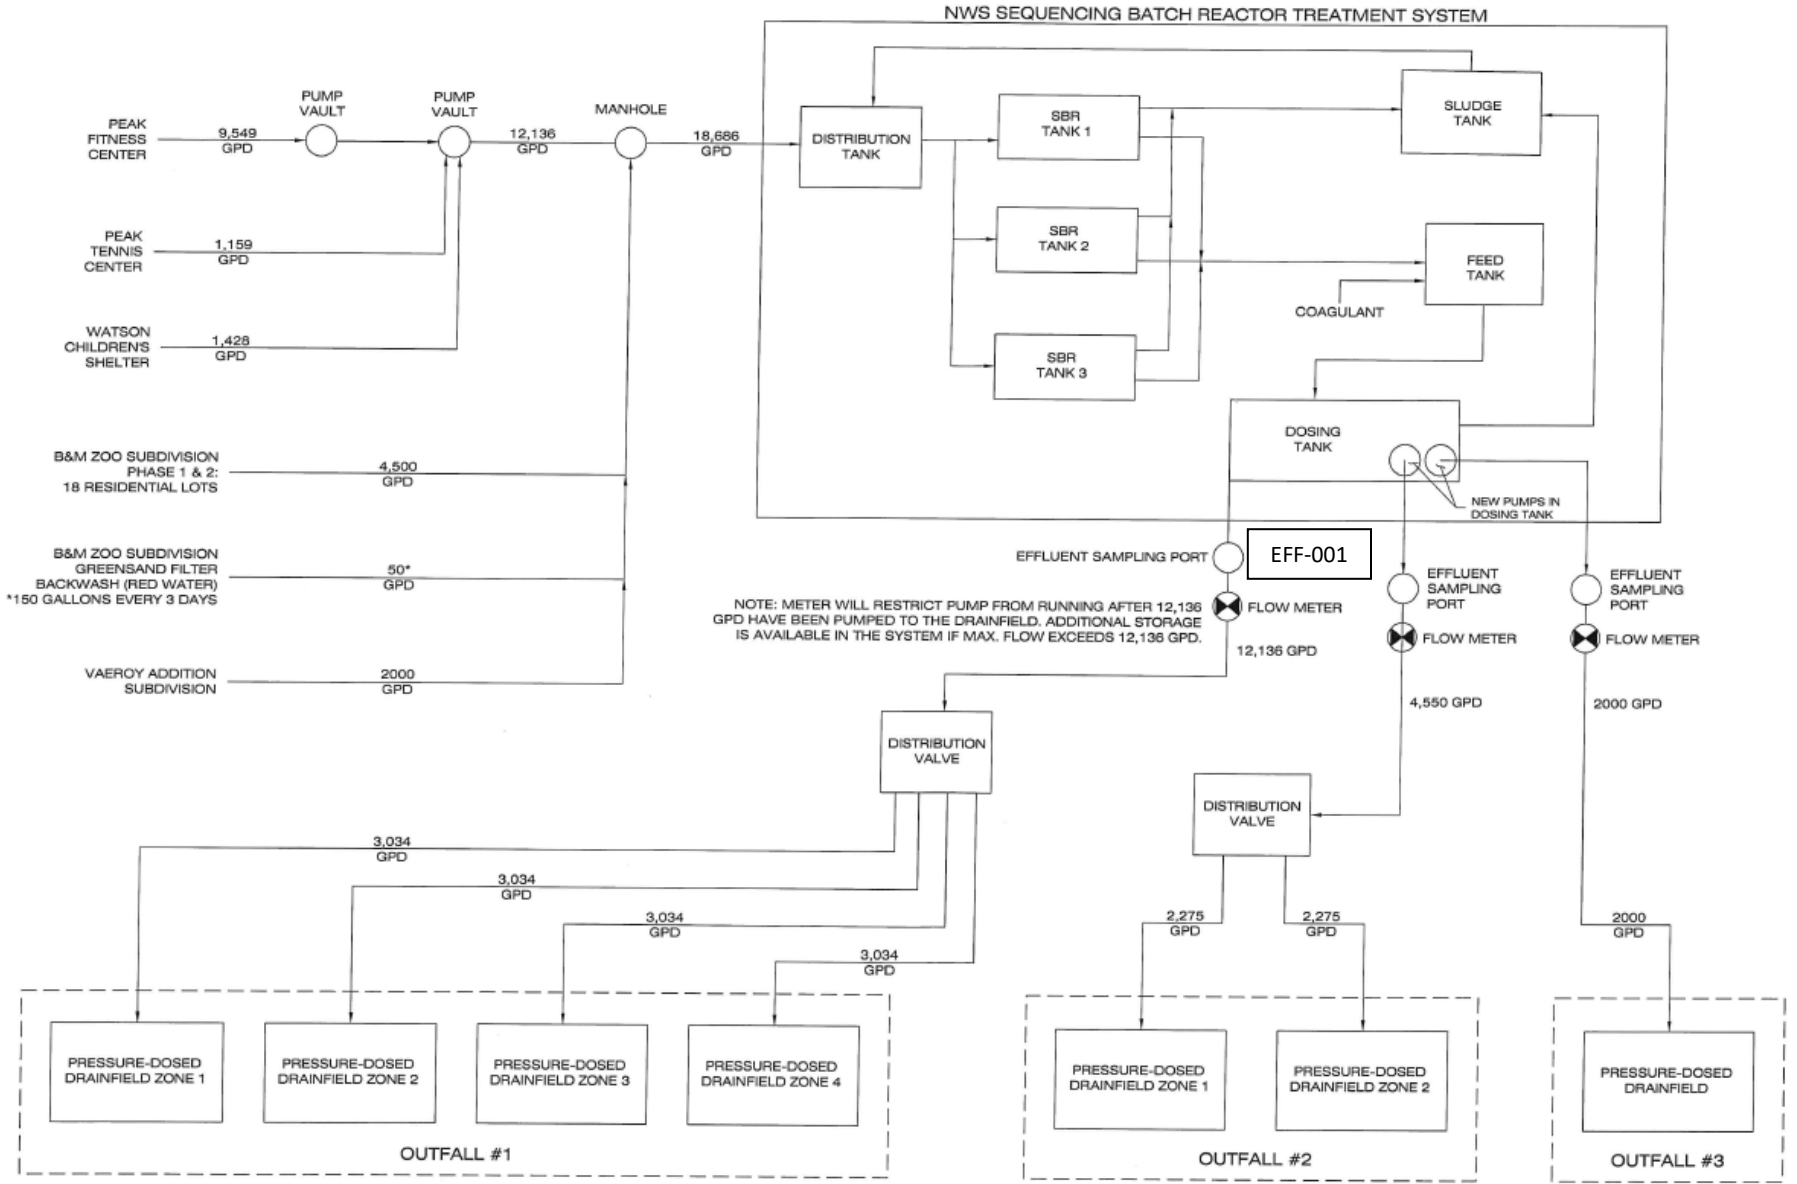 NWS SEQUENCING BATCH REACTOR TREATMENT SYSTEM
PEAK
FITNESS
CENTER
9,549
GPD
PUMP
VAULT
PUMP
VAULT
12,136
GPD
MANHOLE
18,686
GPD
DISTRIBUTION
TANK
SBR
TANK 1
SLUDGE
TANK
PEAK
TENNIS
CENTER
1,159
GPD
SBR
TANK 2
FEED
TANK
COAGULANT
WATSON
CHILDREN'S
SHELTER
1,428
GPD
SBR
TANK 3
DOSING
TANK
NEW PUMPS IN
DOSING TANK
B&M ZOO SUBDIVISION
PHASE 1 & 2:
18 RESIDENTIAL LOTS
4,500
GPD
B&M ZOO SUBDIVISION
GREENSAND FILTER
BACKWASH (RED WATER)
*150 GALLONS EVERY 3 DAYS
50*
GPD
VAEROY ADDITION
SUBDIVISION
2000
GPD
EFFLUENT SAMPLING PORT
EFF-001
NOTE: METER WILL RESTRICT PUMP FROM RUNNING AFTER 12,136
GPD HAVE BEEN PUMPED TO THE DRAINFIELD. ADDITIONAL STORAGE
IS AVAILABLE IN THE SYSTEM IF MAX. FLOW EXCEEDS 12,136 GPD.
FLOW METER
12,136 GPD
EFFLUENT
SAMPLING
PORT
FLOW METER
4,550 GPD
EFFLUENT
SAMPLING
PORT
FLOW METER
2000 GPD
DISTRIBUTION
VALVE
DISTRIBUTION
VALVE
3,034
GPD
3,034
GPD
3,034
GPD
3,034
GPD
2,275
GPD
2,275
GPD
2000
GPD
PRESSURE-DOSED
DRAINFIELD ZONE 1
PRESSURE-DOSED
DRAINFIELD ZONE 2
PRESSURE-DOSED
DRAINFIELD ZONE 3
PRESSURE-DOSED
DRAINFIELD ZONE 4
OUTFALL #1
PRESSURE-DOSED
DRAINFIELD ZONE 1
PRESSURE-DOSED
DRAINFIELD ZONE 2
OUTFALL #2
PRESSURE-DOSED
DRAINFIELD
OUTFALL #3